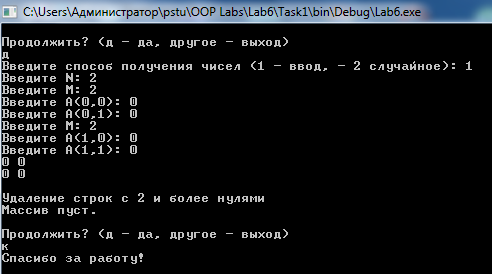 C:\Users\Администратор\pstu\OOP Labs\Lab6\Task1\bin\Debug\Lab6.exe
Продолжить? (д - да, другое - выход)
д
Введите способ получения чисел (1 - ввод, - 2 случайное): 1
Введите N: 2
Введите M: 2
Введите A(0,0): 0
Введите A(0,1): 0
Введите M: 2
Введите A(1,0): 0
Введите A(1,1): 0
0 0
0 0
Удаление строк с 2 и более нулями
Массив пуст.
Продолжить? (д - да, другое - выход)
к
Спасибо за работу!